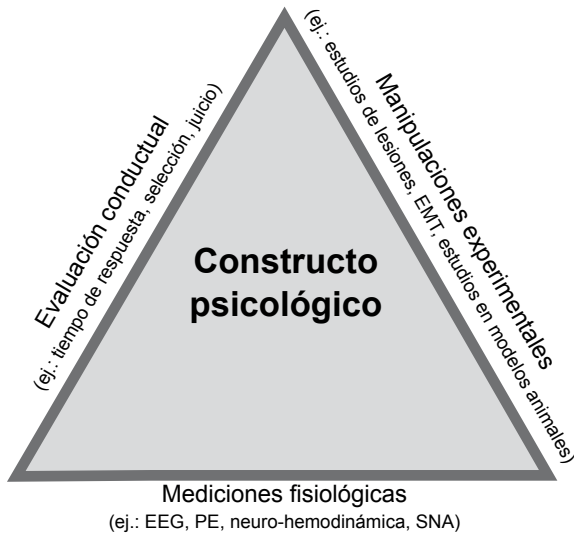 Evaluación conductual
(ej.: tiempo de respuesta, selección, juicio)
Manipulaciones experimentales
(ej.: estudios de lesiones, EMT, estudios en modelos animales)
Constructo
psicológico
Mediciones fisiológicas
(ej.: EEG, PE, neuro-hemodinámica, SNA)